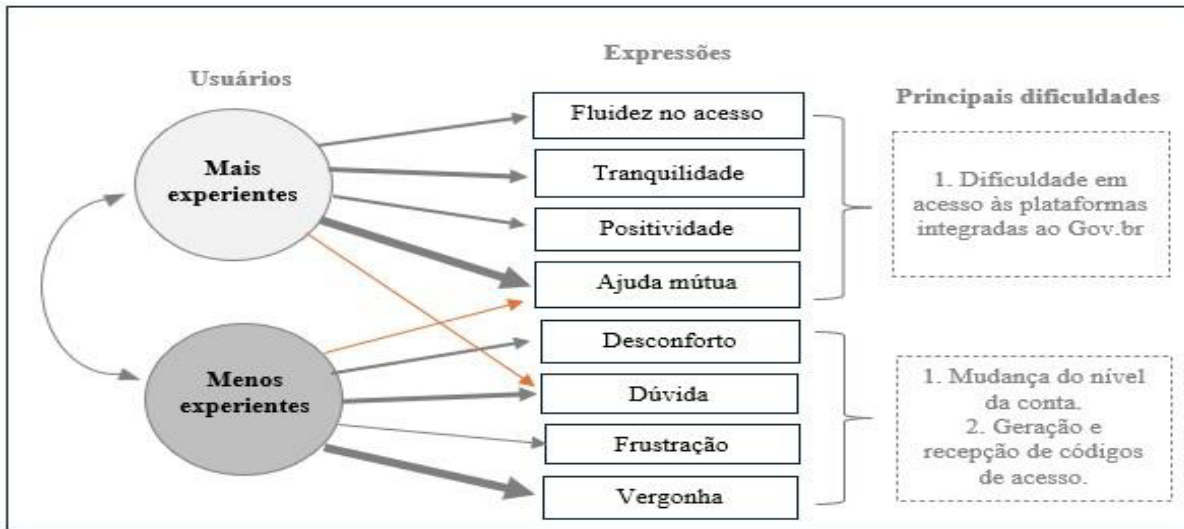 Usuários
Mais
experientes
Menos
experientes
Expressões
Fluidez no acesso
Tranquilidade
Positividade
Ajuda mútua
Desconforto
Dúvida
Frustração
Vergonha
Principais dificuldades
1. Dificuldade em
acesso às plataformas
integradas ao Gov.br
1. Mudança do nível
da conta.
2. Geração e
recepção de códigos
de acesso.